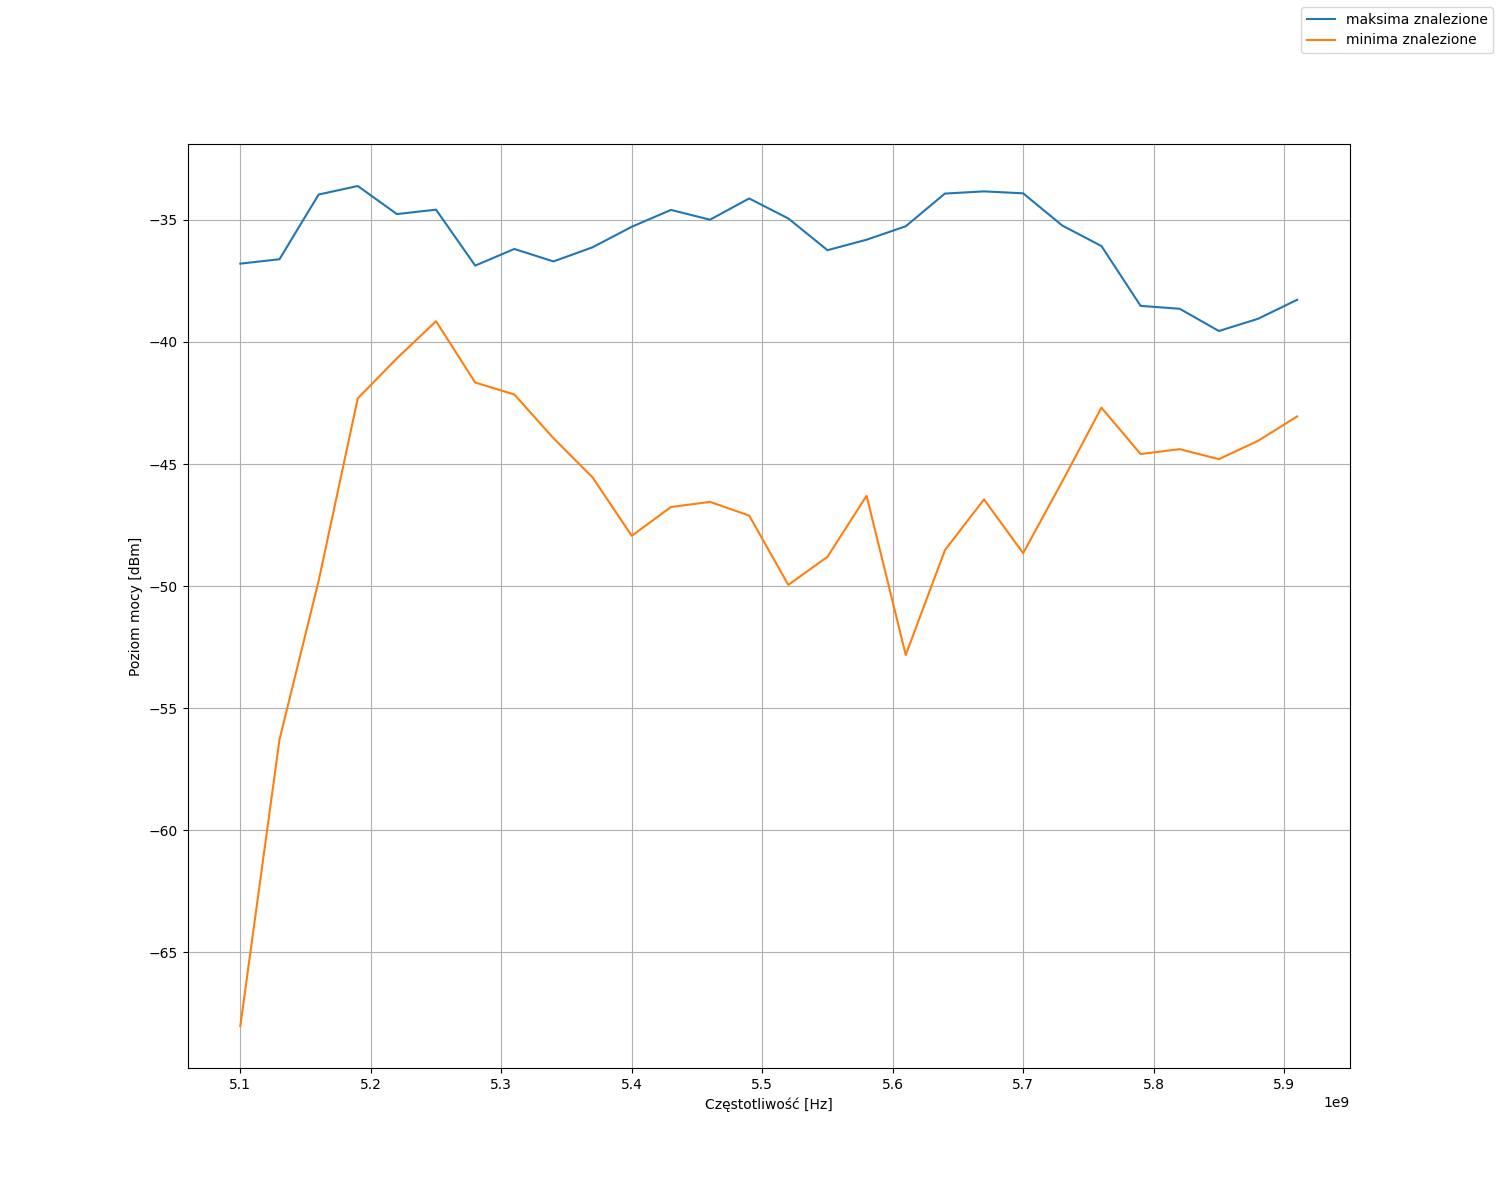 maksima znalezione
minima znalezione
−35
−40
−45
−50
−55
−60
−65
Poziom mocy [dBm]
5.1 5.2 5.3 5.4 5.5 5.6 5.7 5.8 5.9
1e9
Częstotliwość [Hz]